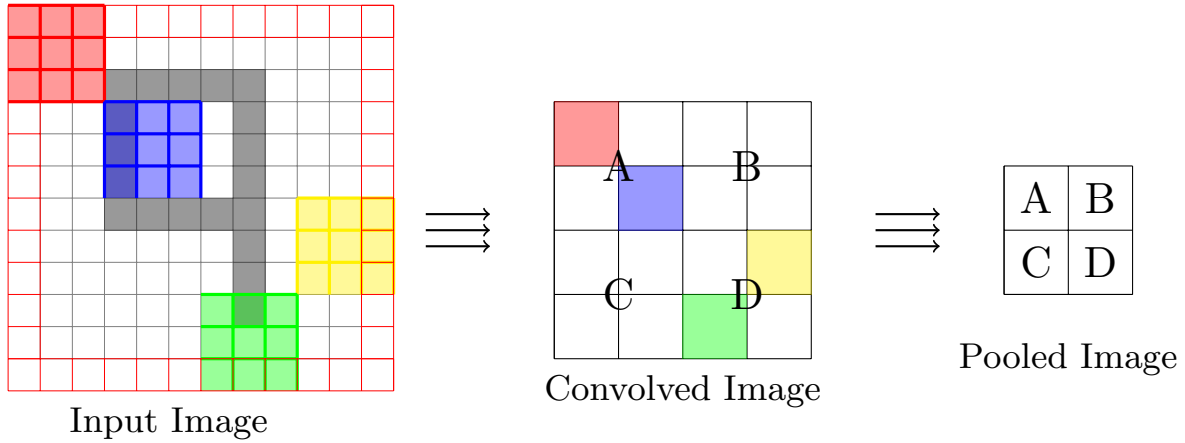 A B
C D
A B
C D
Input Image
Convolved Image
Pooled Image